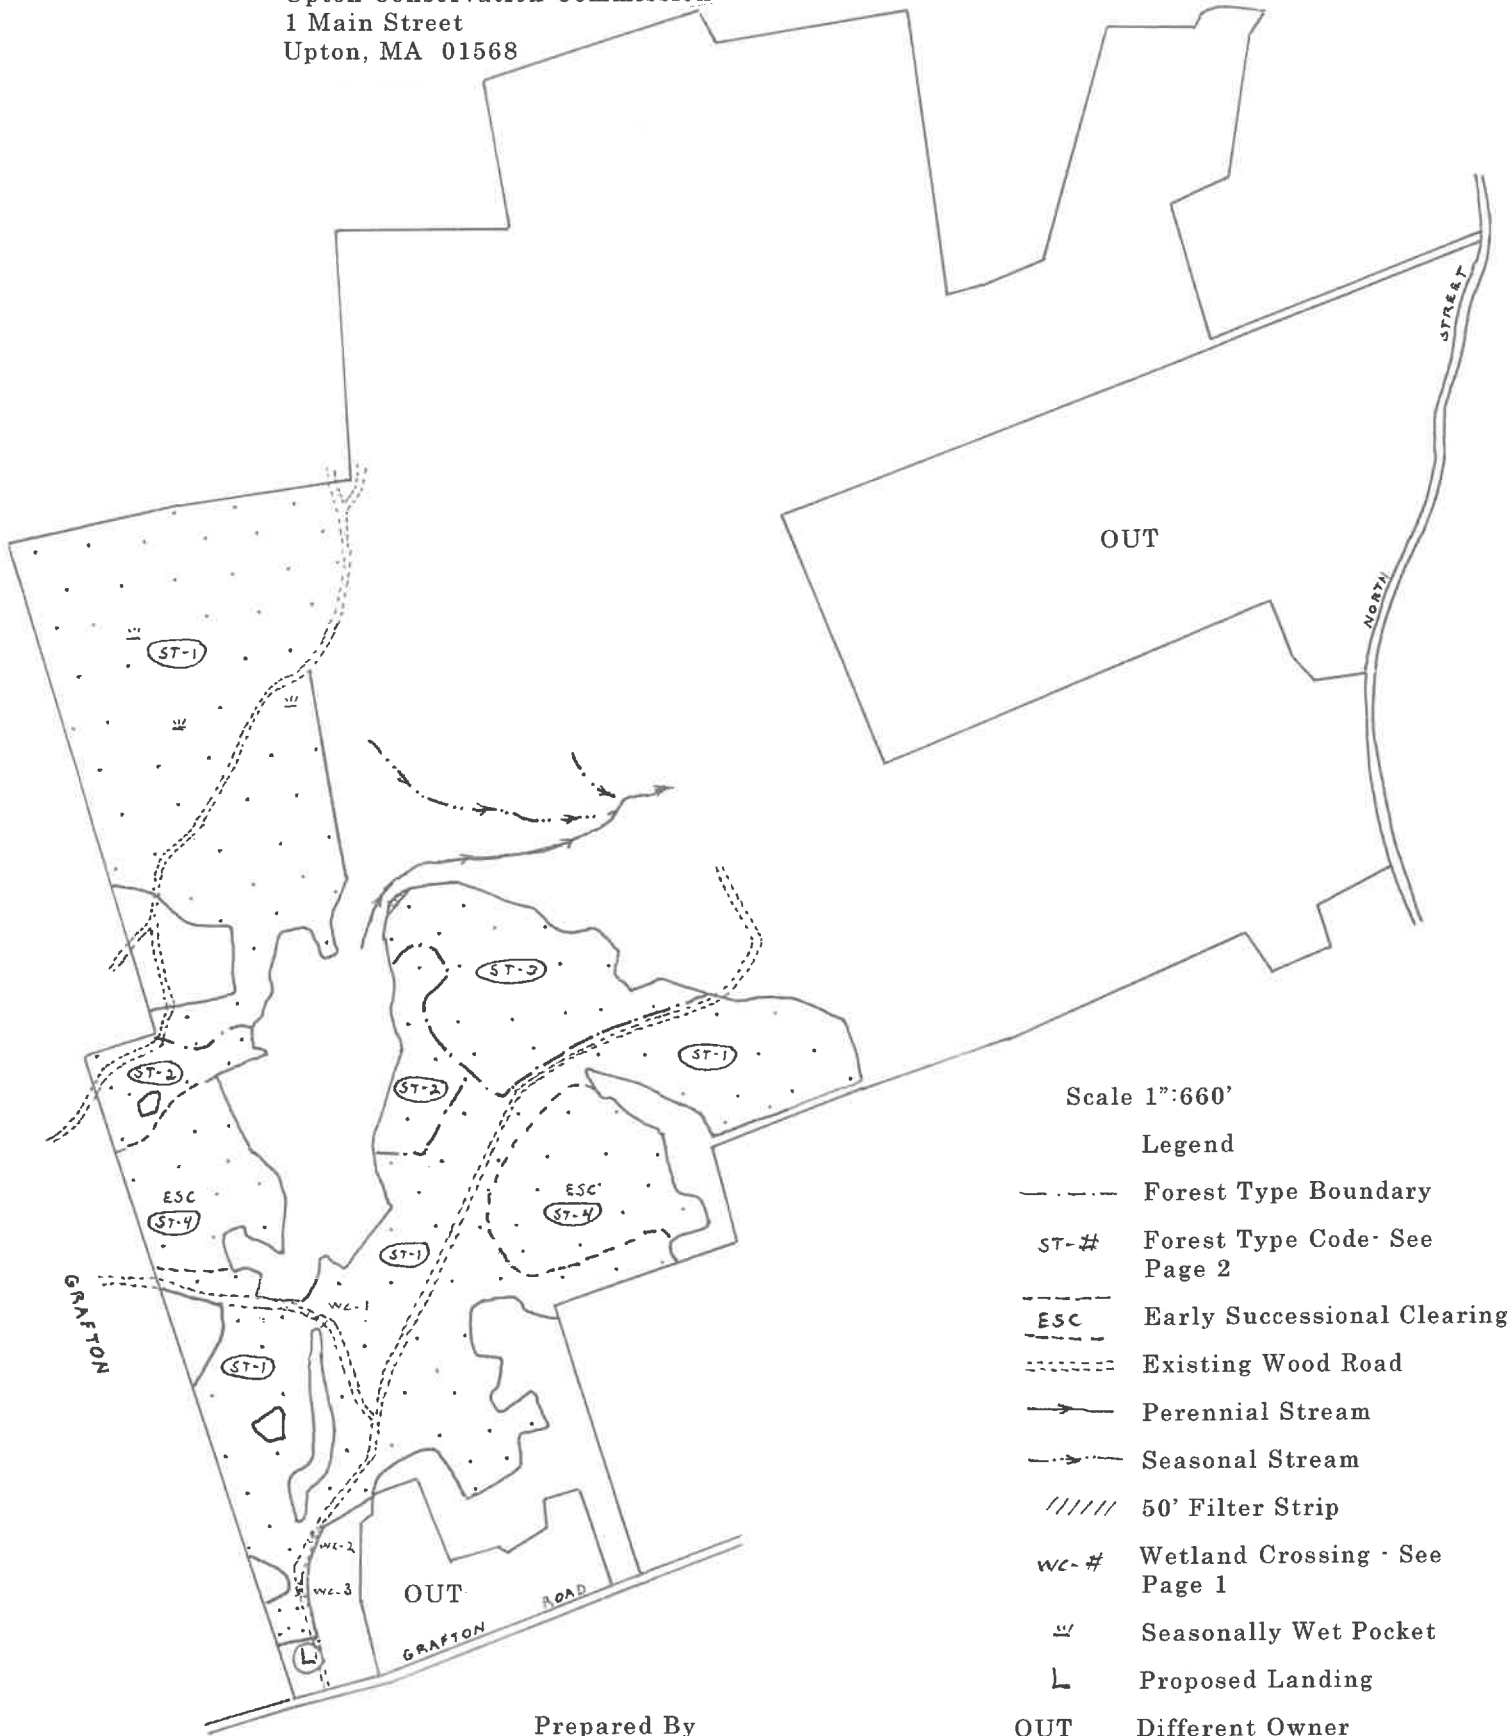 Upton Conservation Commission
1 Main Street
Upton, MA 01568
STREET
NORTH
OUT
ST-1
ST-3
ST-1
ST-2
ST-2
ESC
ST-4
ESC
ST-4
ST-1
GRAFTON
WC-1
ST-1
WC-2
WC-3
OUT
GRAFTON ROAD
L
Prepared By
Scale 1":660'
Legend
Forest Type Boundary
ST-# Forest Type Code- See
Page 2
ESC Early Successional Clearing
Existing Wood Road
Perennial Stream
Seasonal Stream
50' Filter Strip
WC-# Wetland Crossing - See
Page 1
Seasonally Wet Pocket
L Proposed Landing
OUT Different Owner